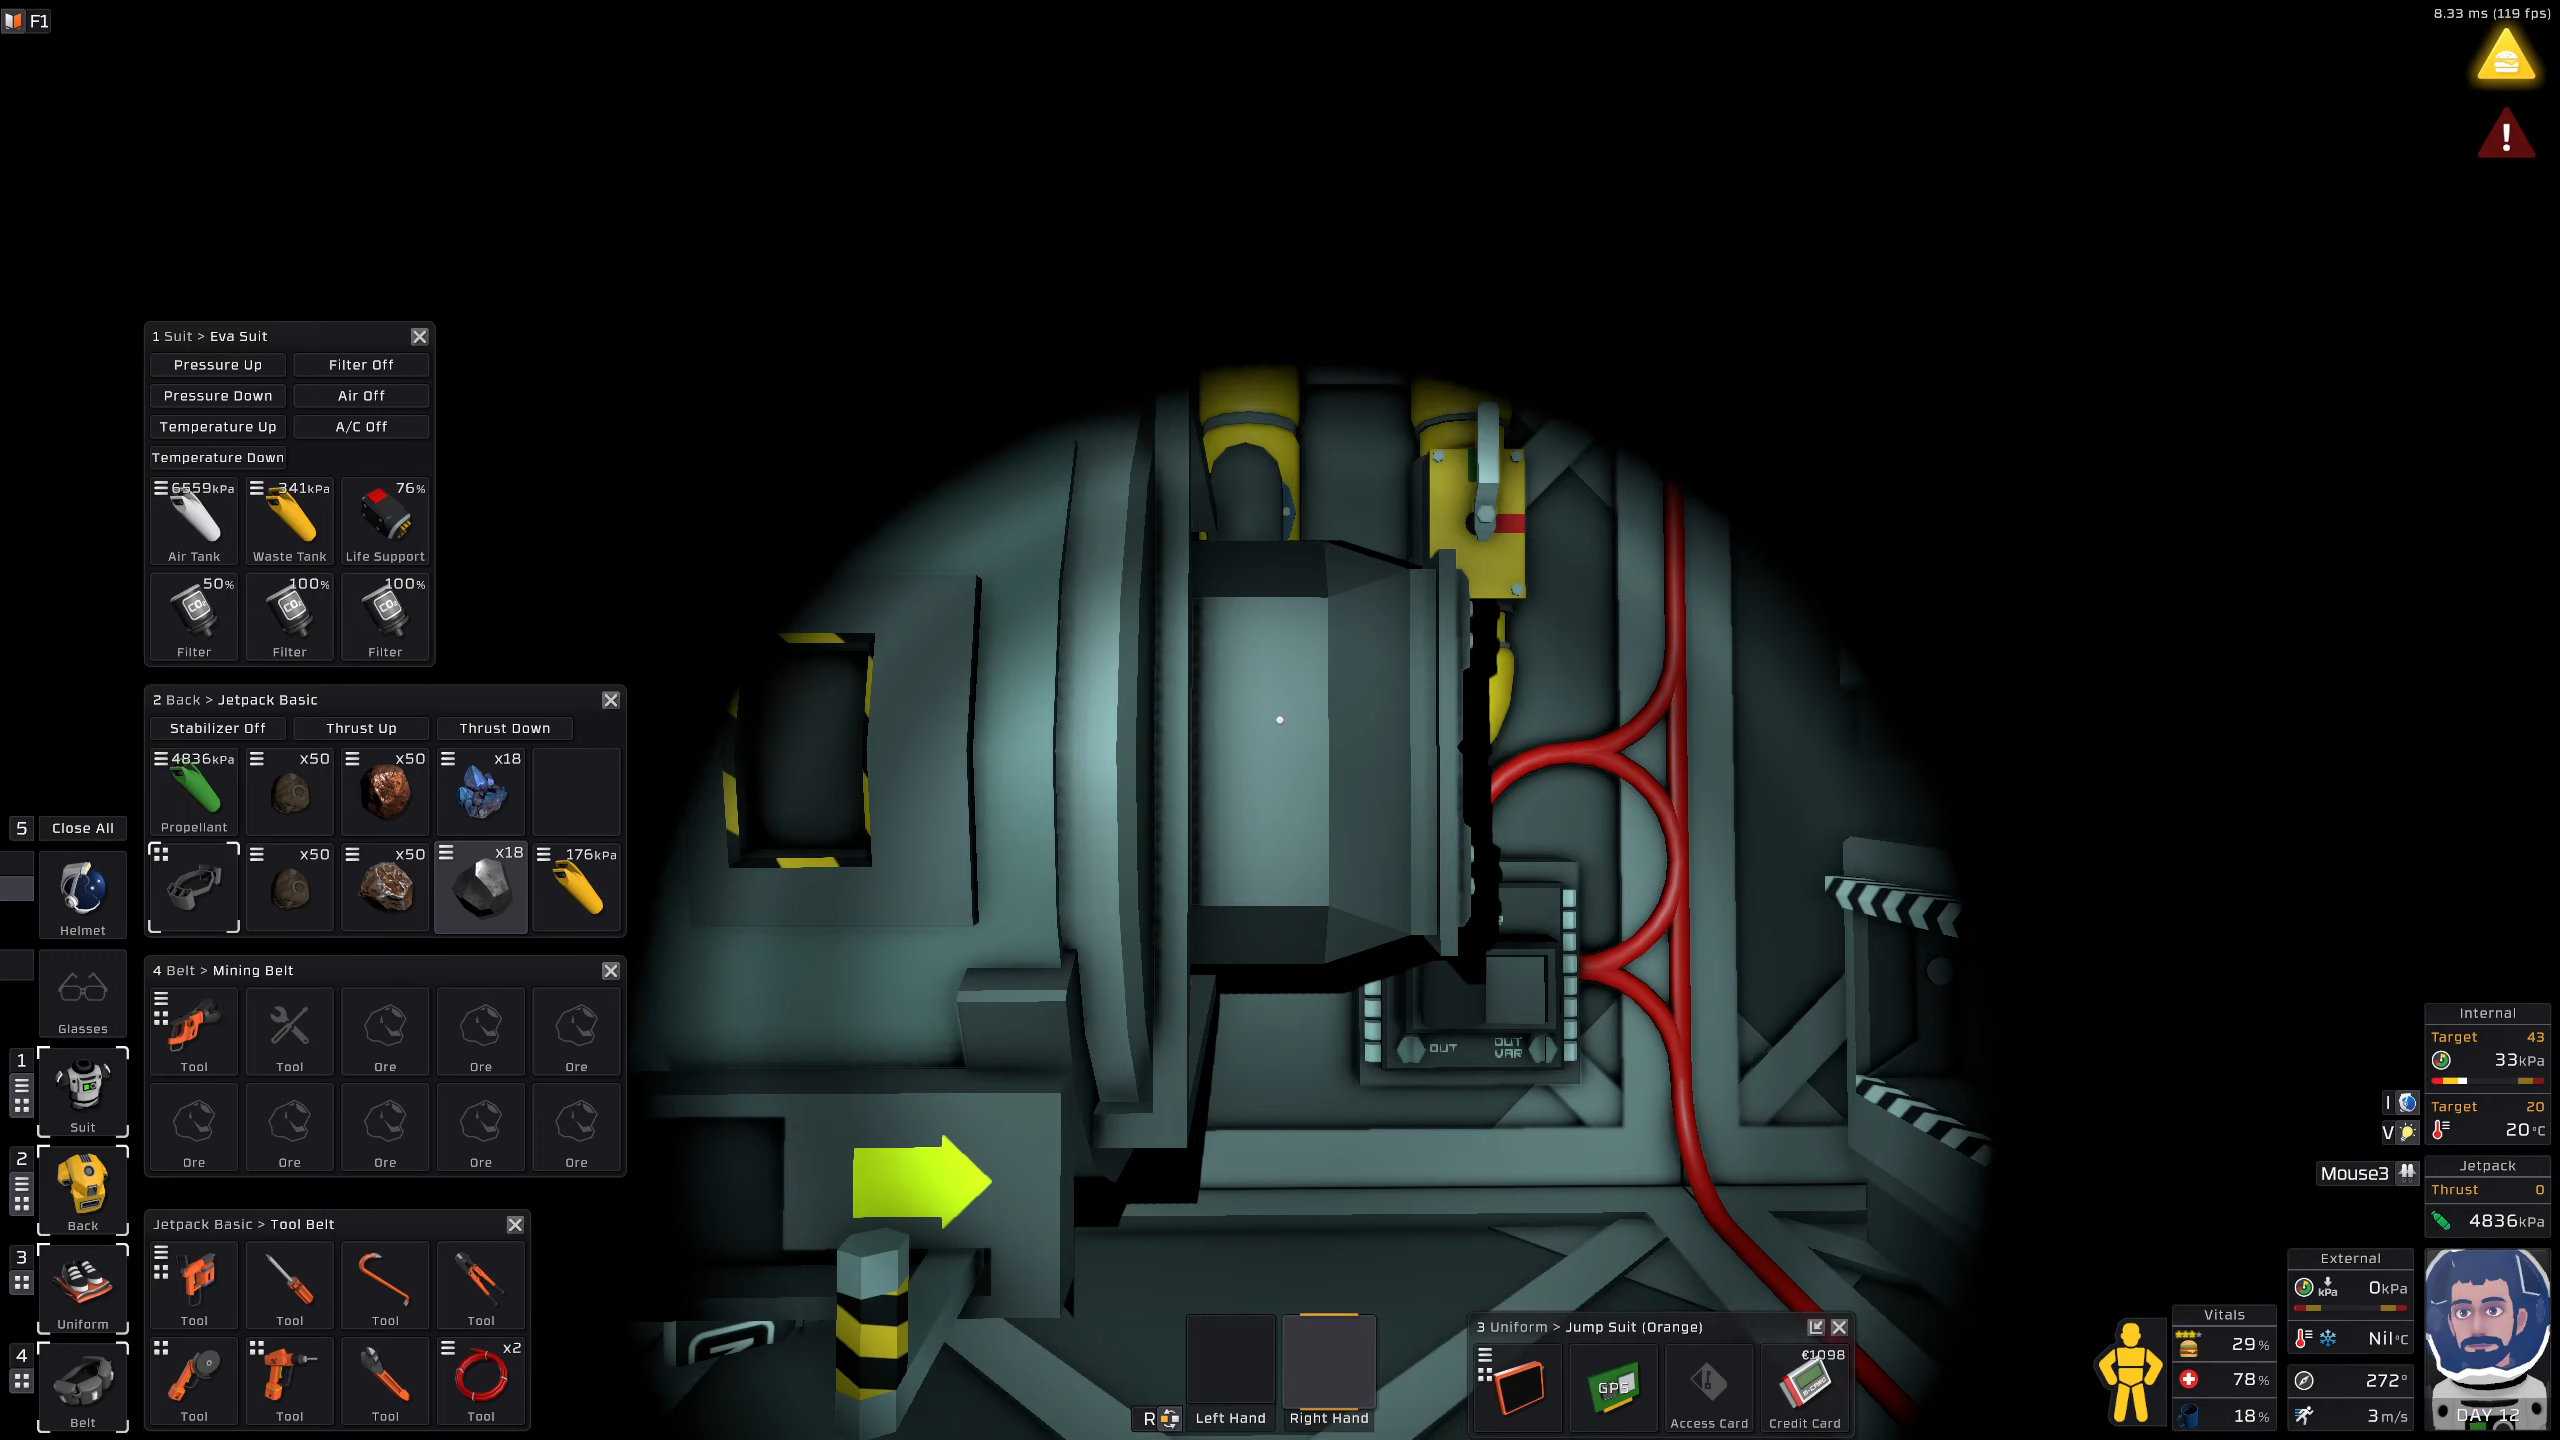 F1
8.33 ms (119 fps)
1 Suit > Eva Suit
Pressure Up
Filter Off
Pressure Down
Air Off
Temperature Up
A/C Off
Temperature Down
6559kPa
341kPa
76%
Air Tank
Waste Tank
Life Support
50%
100%
100%
CO₂
CO₂
CO₂
Filter
Filter
Filter
2 Back > Jetpack Basic
Stabilizer Off
Thrust Up
Thrust Down
4836kPa
x50
x50
x18
Propellant
x50
x50
x18
176kPa
5
Close All
Helmet
Glasses
1
Suit
2
Back
3
Uniform
4
Belt
4 Belt > Mining Belt
Tool
Tool
Ore
Ore
Ore
Ore
Ore
Ore
Ore
Ore
Jetpack Basic > Tool Belt
Tool
Tool
Tool
Tool
x2
Tool
Tool
Tool
Tool
OUT
OUT VAR
R
Left Hand
Right Hand
3 Uniform > Jump Suit (Orange)
GPS
€1098
Access Card
Credit Card
Internal
Target 43
33kPa
I
Target 20
V
20°C
Mouse3
Jetpack
Thrust 0
4836kPa
External
kPa
0kPa
Nil°C
272°
3m/s
Vitals
29%
78%
18%
DAY 12